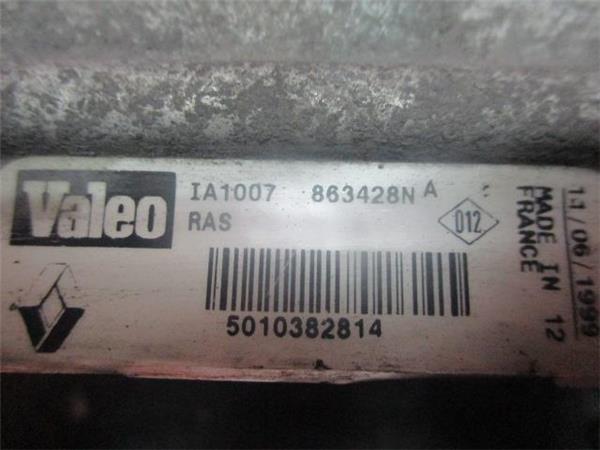 Valeo
IA1007 863428N A
RAS
012
5010382814
MADE IN 12
FRANCE
11/06/1999